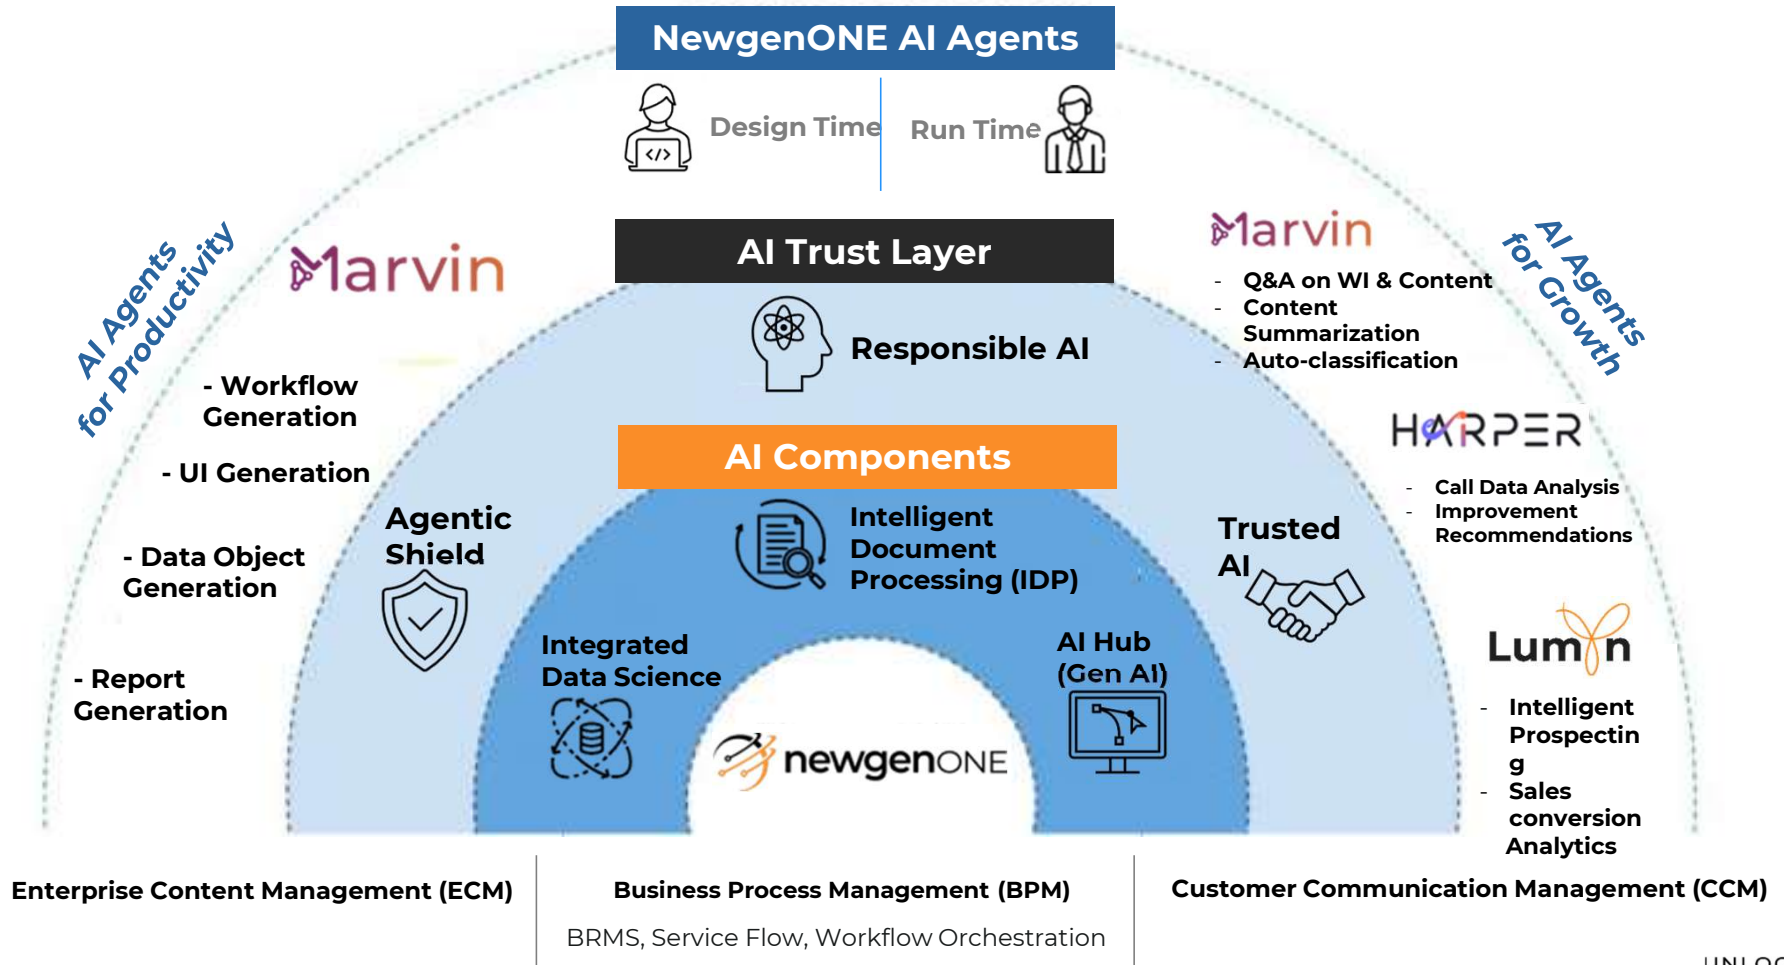 NewgenONE AI Agents
Design Time
Run Time
</>
AI Agents
for Productivity
Marvin
- Workflow
Generation
- UI Generation
- Data Object
Generation
- Report
Generation
AI Trust Layer
Responsible AI
Agentic
Shield
Trusted
AI
AI Components
Intelligent
Document
Processing (IDP)
Integrated
Data Science
AI Hub
(Gen AI)
newgenONE
AI Agents
for Growth
Marvin
- Q&A on WI & Content
- Content
Summarization
- Auto-classification
HARPER
- Call Data Analysis
- Improvement
Recommendations
Lumyn
- Intelligent
Prospectin
g
- Sales
conversion
Analytics
Enterprise Content Management (ECM)
Business Process Management (BPM)
BRMS, Service Flow, Workflow Orchestration
Customer Communication Management (CCM)